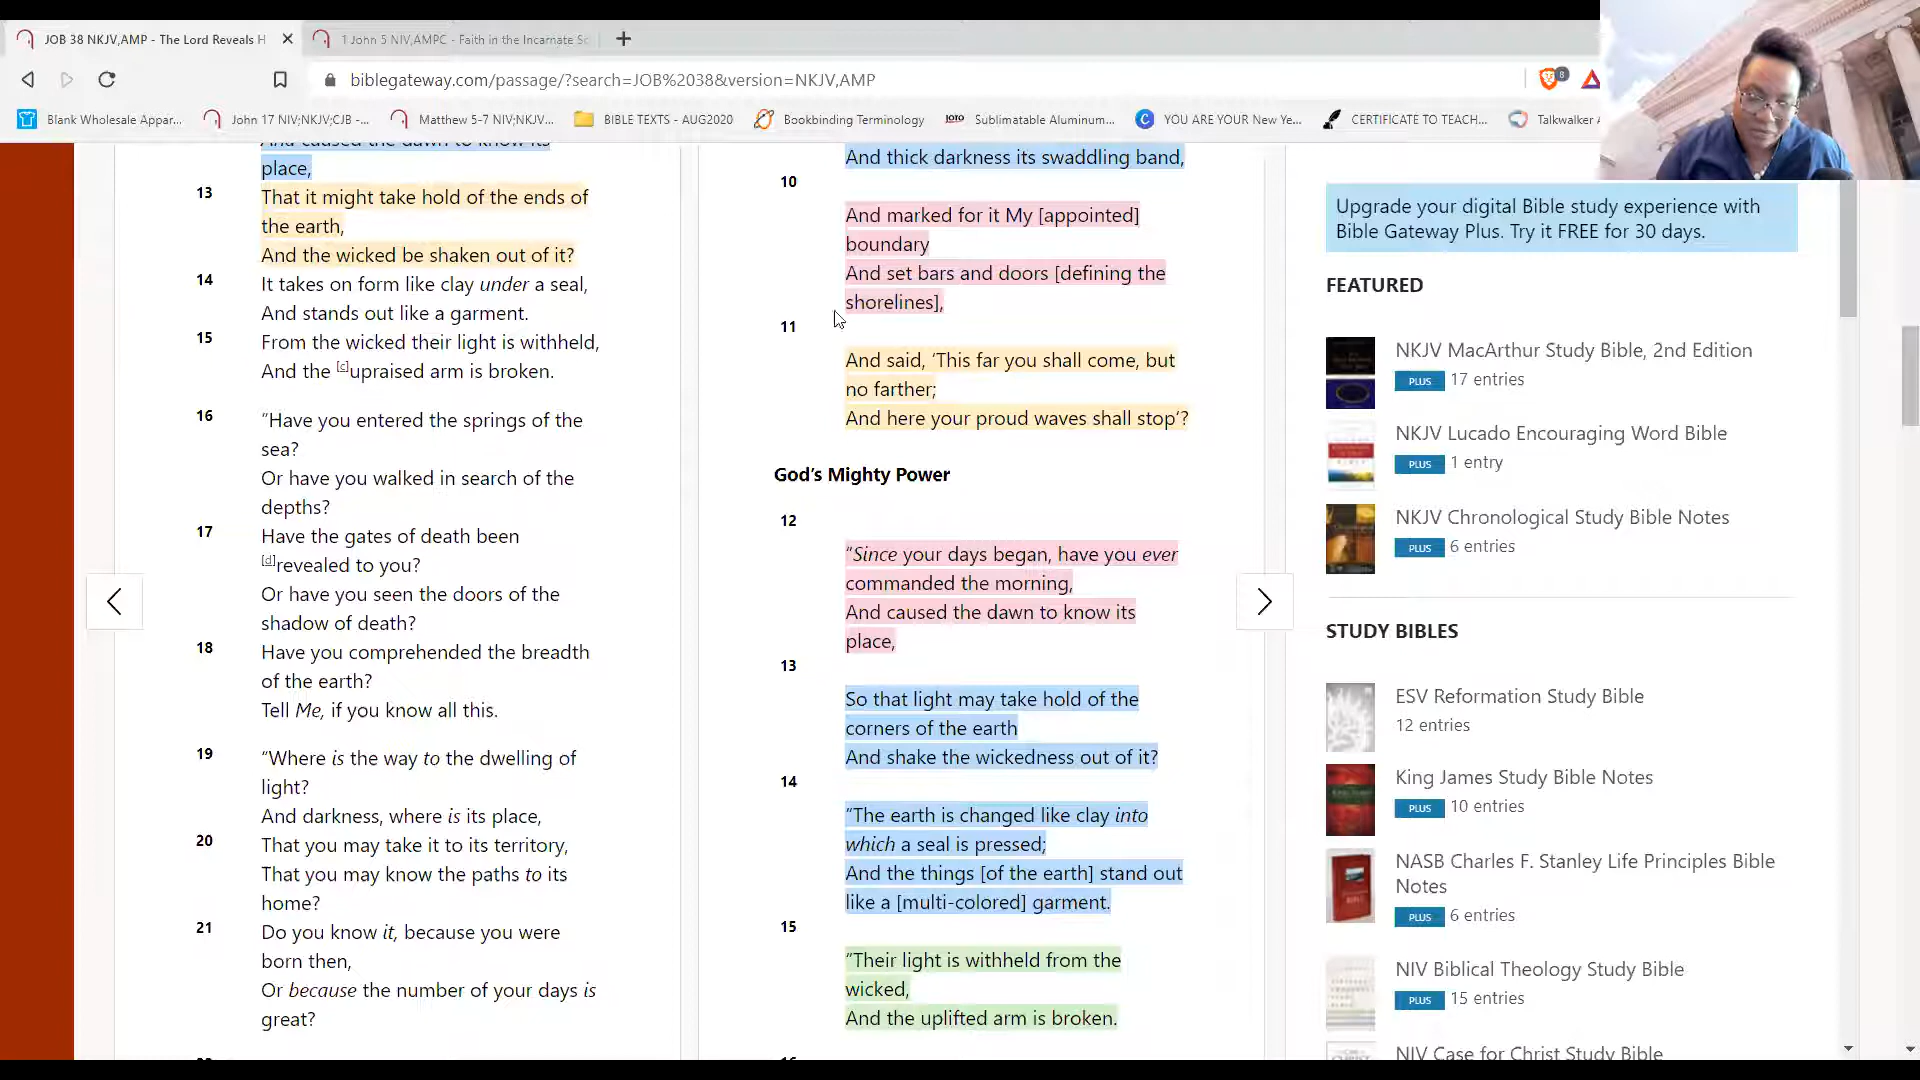 JOB 38 NKJV,AMP - The Lord Reveals H
1 John 5 NIV,AMPC - Faith in the Incarnate Sc
biblegateway.com/passage/?search=JOB%2038&version=NKJV,AMP
8
Blank Wholesale Appar...
John 17 NIV;NKJV;CJB -...
Matthew 5-7 NIV;NKJV...
BIBLE TEXTS - AUG2020
Bookbinding Terminology
Sublimatable Aluminum...
YOU ARE YOUR New Ye...
CERTIFICATE TO TEACH...
Talkwalker A
And caused the dawn to know its
place,
13 That it might take hold of the ends of
the earth,
And the wicked be shaken out of it?
14 It takes on form like clay under a seal,
And stands out like a garment.
15 From the wicked their light is withheld,
And the [c]upraised arm is broken.
16 “Have you entered the springs of the
sea?
Or have you walked in search of the
depths?
17 Have the gates of death been
[d]revealed to you?
Or have you seen the doors of the
shadow of death?
18 Have you comprehended the breadth
of the earth?
Tell Me, if you know all this.
19 “Where is the way to the dwelling of
light?
And darkness, where is its place,
20 That you may take it to its territory,
That you may know the paths to its
home?
21 Do you know it, because you were
born then,
Or because the number of your days is
great?
And thick darkness its swaddling band,
10
And marked for it My [appointed]
boundary
And set bars and doors [defining the
shorelines],
11
And said, ‘This far you shall come, but
no farther;
And here your proud waves shall stop’?
God’s Mighty Power
12
“Since your days began, have you ever
commanded the morning,
And caused the dawn to know its
place,
13
So that light may take hold of the
corners of the earth
And shake the wickedness out of it?
14
“The earth is changed like clay into
which a seal is pressed;
And the things [of the earth] stand out
like a [multi-colored] garment.
15
“Their light is withheld from the
wicked,
And the uplifted arm is broken.
Upgrade your digital Bible study experience with
Bible Gateway Plus. Try it FREE for 30 days.
FEATURED
NKJV MacArthur Study Bible, 2nd Edition
PLUS 17 entries
NKJV Lucado Encouraging Word Bible
PLUS 1 entry
NKJV Chronological Study Bible Notes
PLUS 6 entries
STUDY BIBLES
ESV Reformation Study Bible
12 entries
King James Study Bible Notes
PLUS 10 entries
NASB Charles F. Stanley Life Principles Bible
Notes
PLUS 6 entries
NIV Biblical Theology Study Bible
PLUS 15 entries
NIV Case for Christ Study Bible